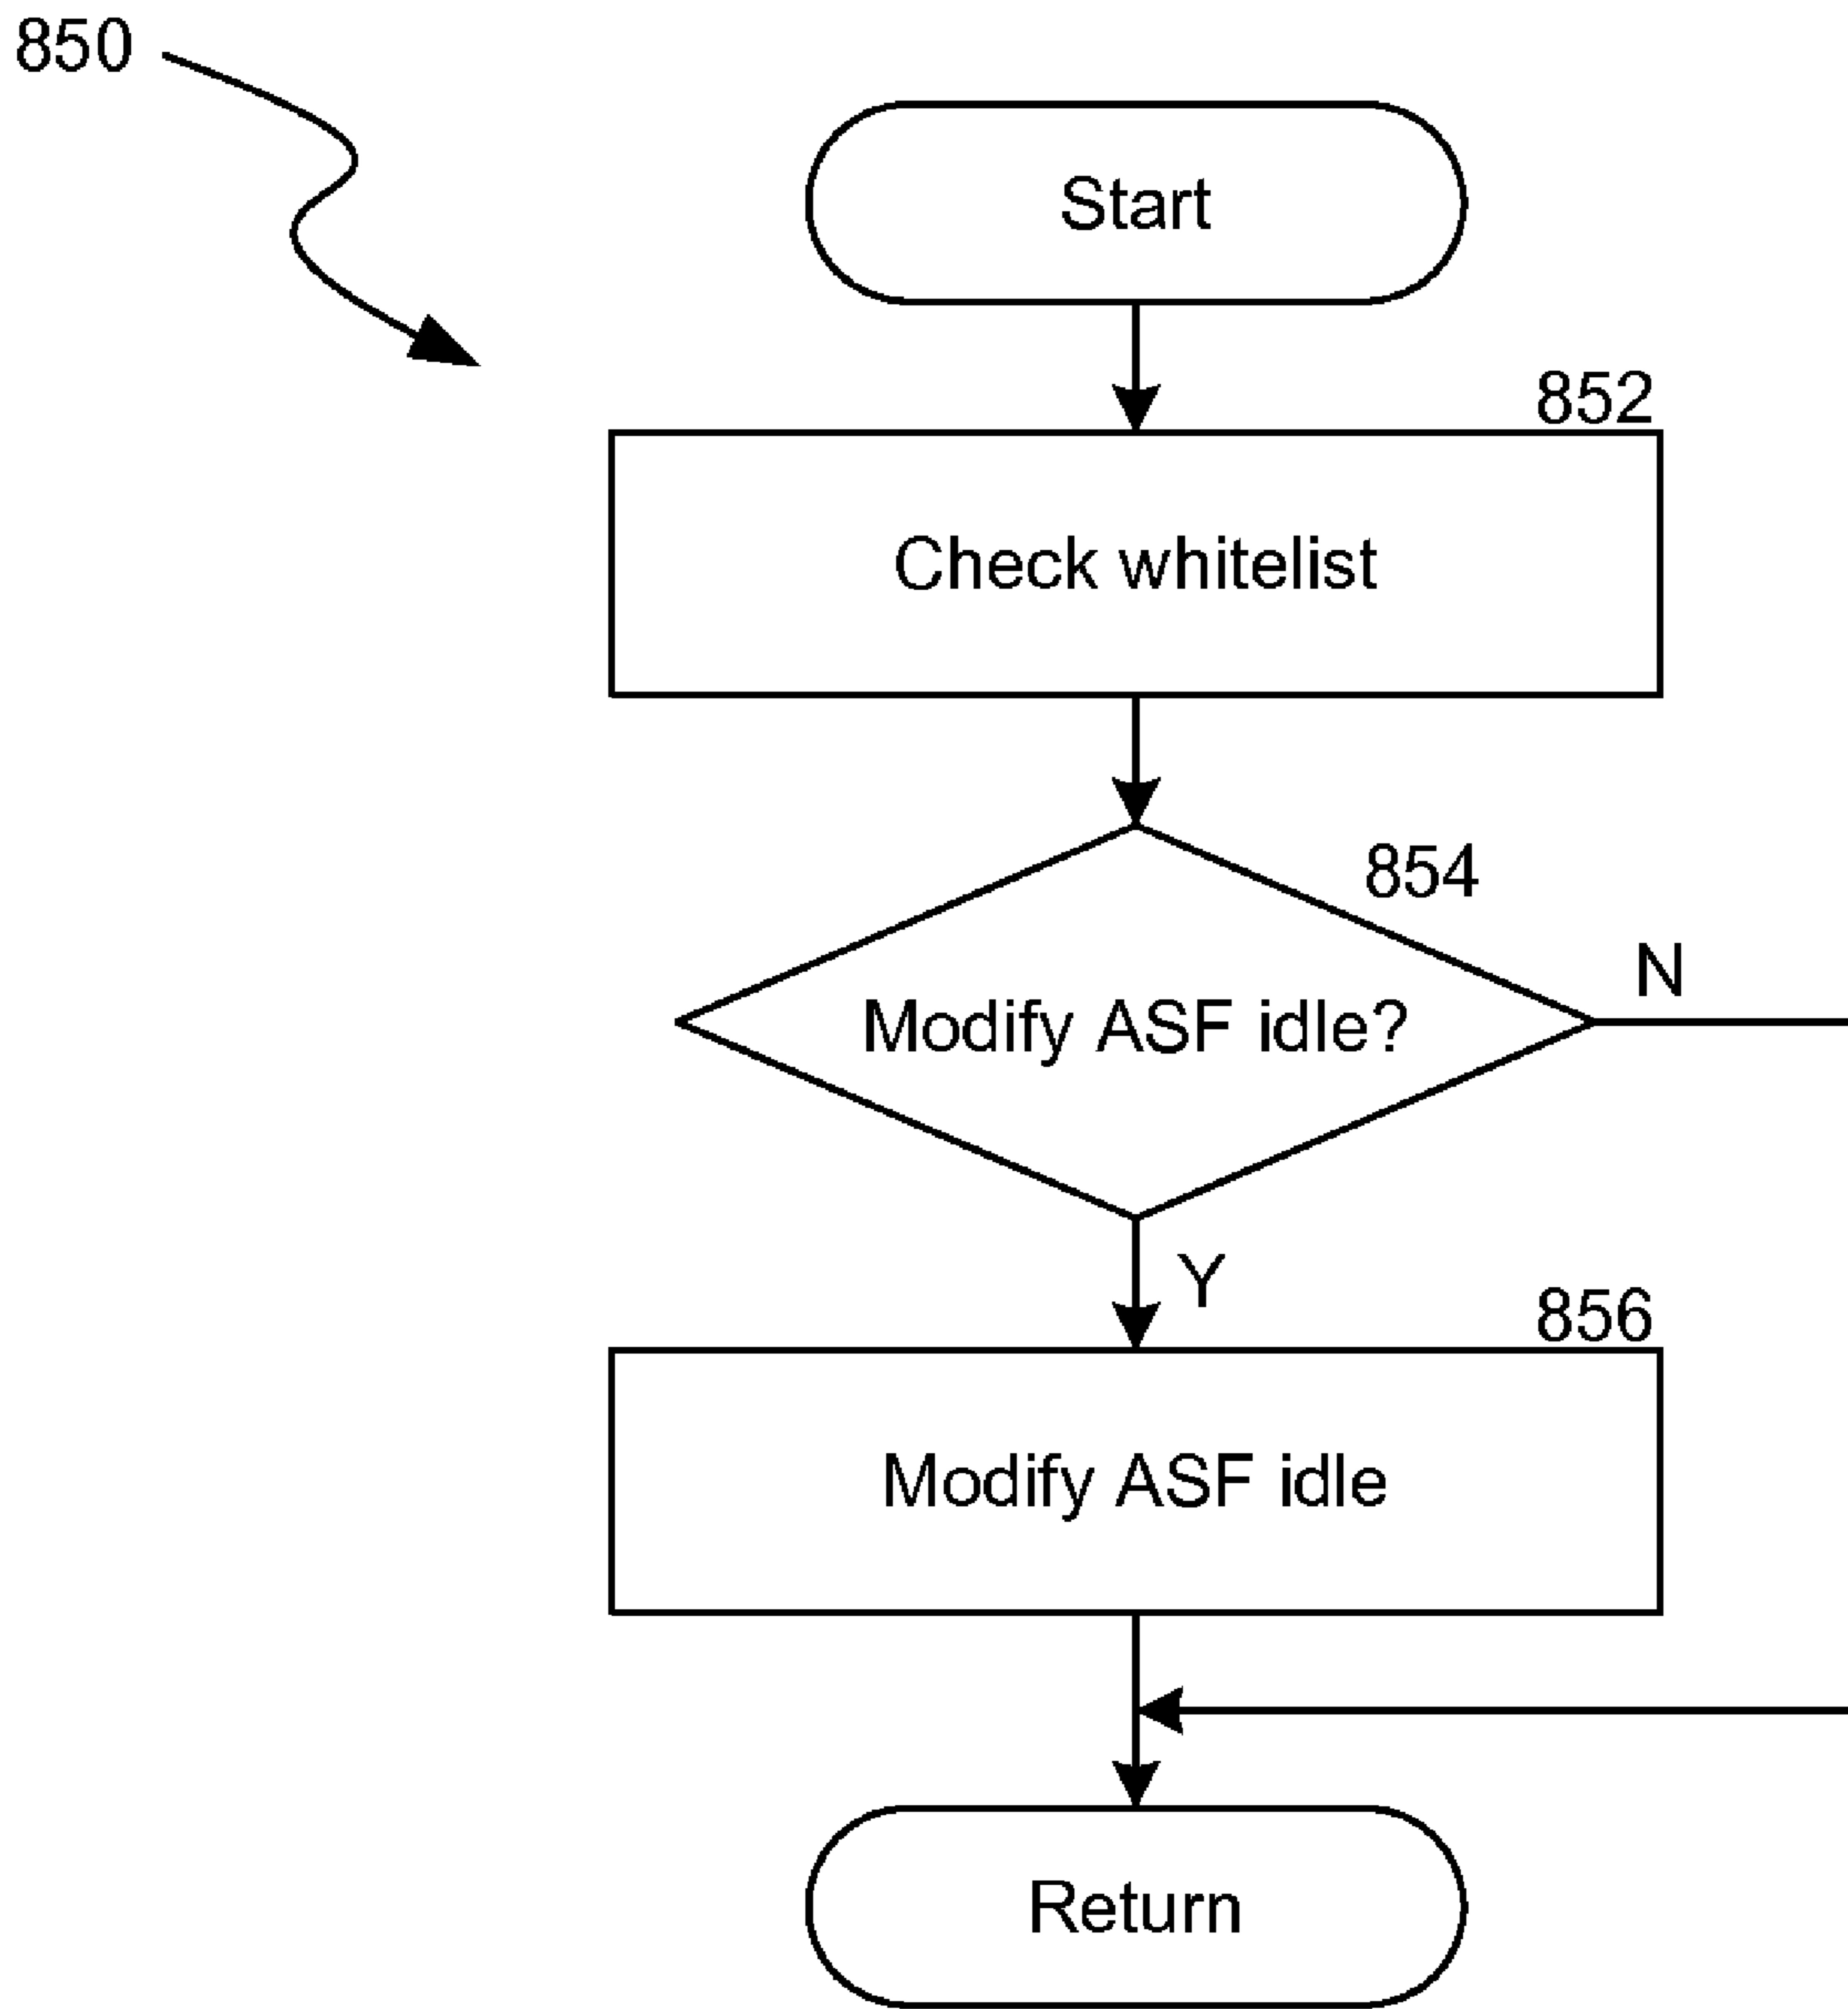 850
Start
852
Check whitelist
854
Modify ASF idle?
N
Y
856
Modify ASF idle
Return